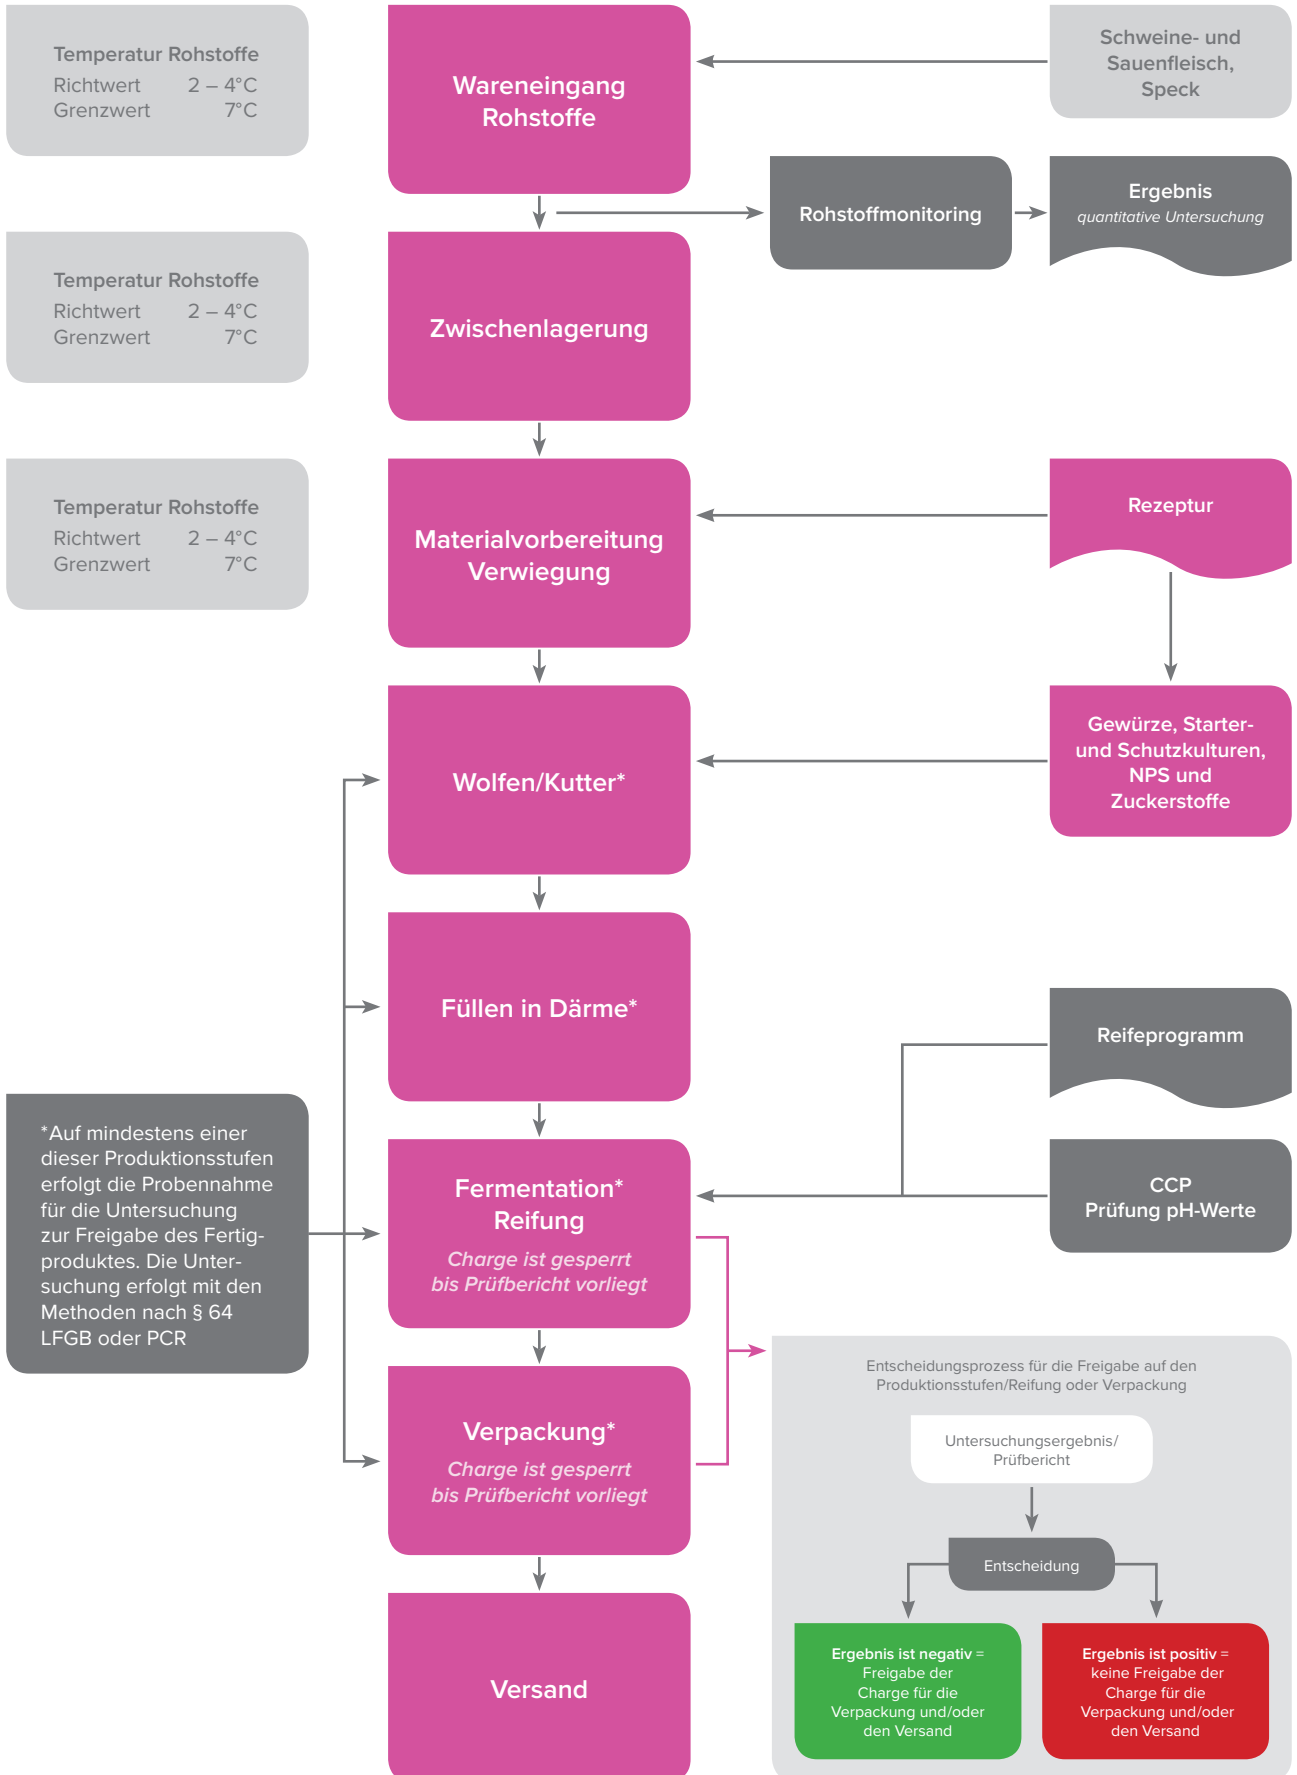 Temperatur Rohstoffe
Richtwert 2 – 4°C
Grenzwert 7°C
Wareneingang
Rohstoffe
Schweine- und
Sauenfleisch,
Speck
Rohstoffmonitoring
Ergebnis
quantitative Untersuchung
Temperatur Rohstoffe
Richtwert 2 – 4°C
Grenzwert 7°C
Zwischenlagerung
Temperatur Rohstoffe
Richtwert 2 – 4°C
Grenzwert 7°C
Materialvorbereitung
Verwiegung
Rezeptur
Wolfen/Kutter*
Gewürze, Starter-
und Schutzkulturen,
NPS und
Zuckerstoffe
Füllen in Därme*
Reifeprogramm
*Auf mindestens einer
dieser Produktionsstufen
erfolgt die Probennahme
für die Untersuchung
zur Freigabe des Fertig-
produktes. Die Unter-
suchung erfolgt mit den
Methoden nach § 64
LFGB oder PCR
Fermentation*
Reifung
Charge ist gesperrt
bis Prüfbericht vorliegt
CCP
Prüfung pH-Werte
Verpackung*
Charge ist gesperrt
bis Prüfbericht vorliegt
Entscheidungsprozess für die Freigabe auf den
Produktionsstufen/Reifung oder Verpackung
Untersuchungsergebnis/
Prüfbericht
Entscheidung
Versand
Ergebnis ist negativ =
Freigabe der
Charge für die
Verpackung und/oder
den Versand
Ergebnis ist positiv =
keine Freigabe der
Charge für die
Verpackung und/oder
den Versand